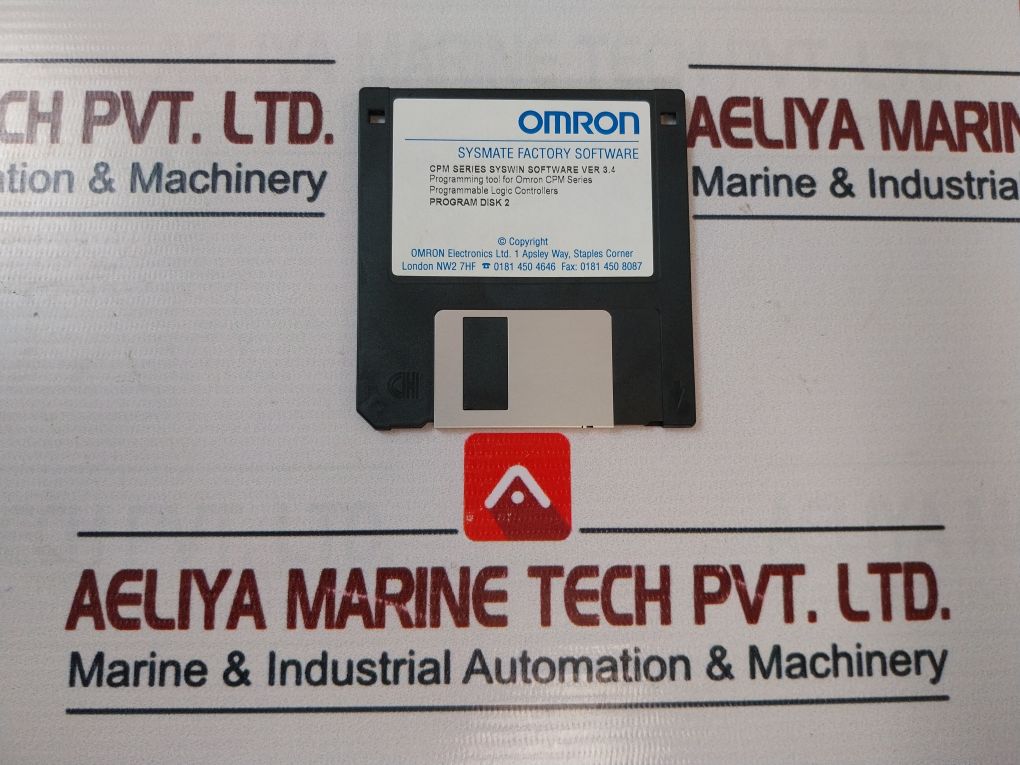 CH PVT. LTD.
tion & Machinery
OMRON
SYSMATE FACTORY SOFTWARE
CPM SERIES SYSWIN SOFTWARE VER 3.4
Programming tool for Omron CPM Series
Programmable Logic Controllers
PROGRAM DISK 2
© Copyright
OMRON Electronics Ltd. 1 Apsley Way, Staples Corner
London NW2 7HF ☎ 0181 450 4646 Fax: 0181 450 8087
AELIYA MARIN
Marine & Industria
AELIYA MARINE TECH PVT. LTD.
Marine & Industrial Automation & Machinery